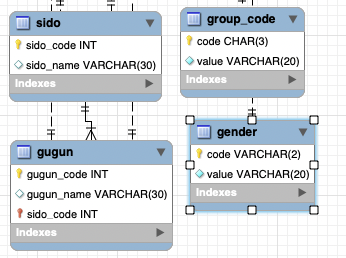 sido
sido_code INT
sido_name VARCHAR(30)
Indexes
group_code
code CHAR(3)
value VARCHAR(20)
Indexes
gugun
gugun_code INT
gugun_name VARCHAR(30)
sido_code INT
Indexes
gender
code VARCHAR(2)
value VARCHAR(20)
Indexes